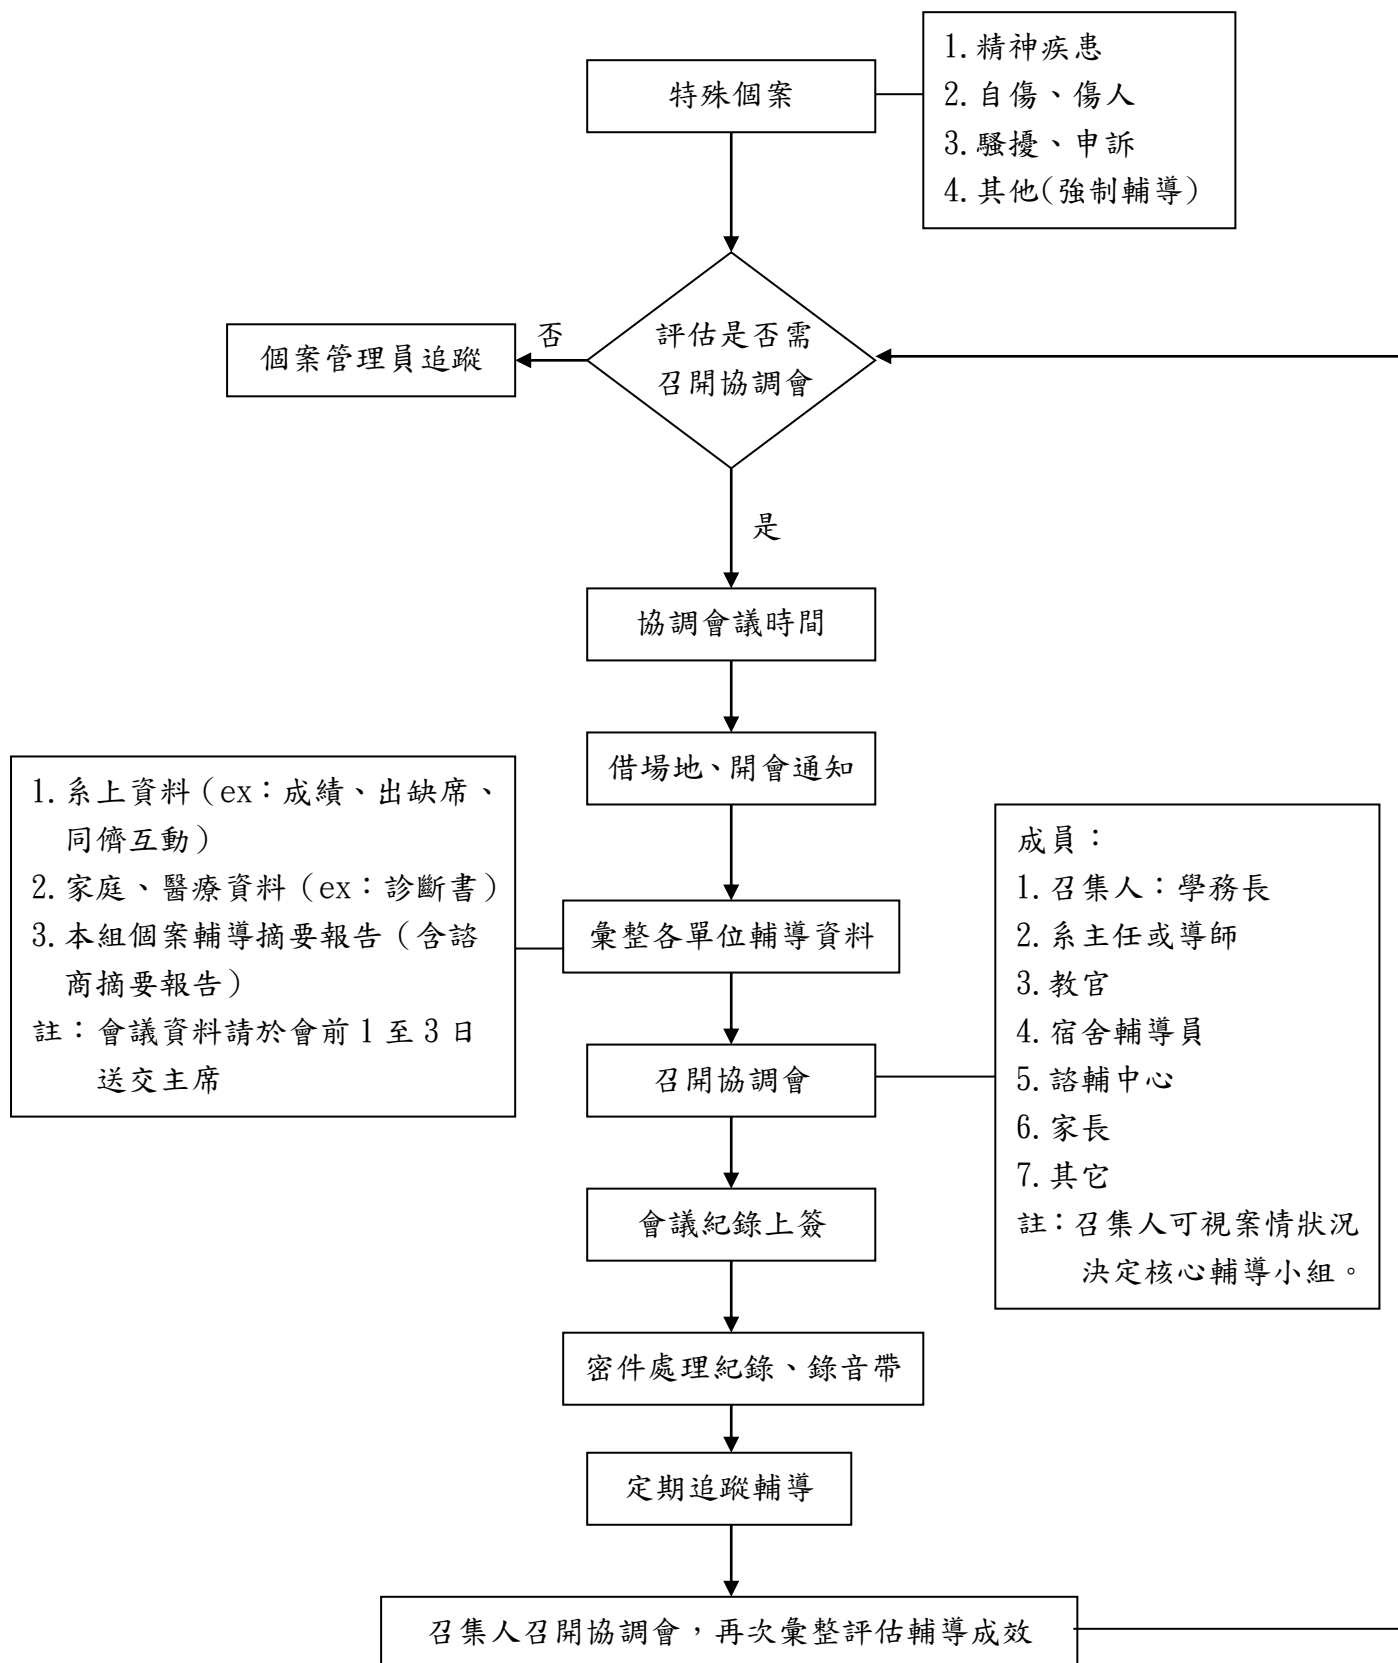 特殊個案
1.精神疾患
2.自傷、傷人
3.騷擾、申訴
4.其他(強制輔導)
評估是否需
召開協調會
否
個案管理員追蹤
是
協調會議時間
借場地、開會通知
1.系上資料（ex：成績、出缺席、
同儕互動）
2.家庭、醫療資料（ex：診斷書）
3.本組個案輔導摘要報告（含諮
商摘要報告）
註：會議資料請於會前1至3日
送交主席
彙整各單位輔導資料
召開協調會
成員：
1.召集人：學務長
2.系主任或導師
3.教官
4.宿舍輔導員
5.諮輔中心
6.家長
7.其它
註：召集人可視案情狀況
決定核心輔導小組。
會議紀錄上簽
密件處理紀錄、錄音帶
定期追蹤輔導
召集人召開協調會，再次彙整評估輔導成效